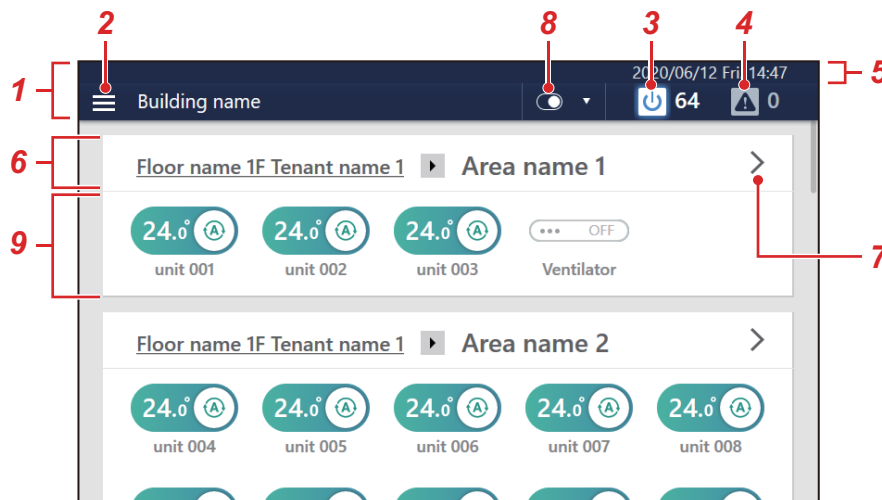 2 8 3 4
2020/06/12 Fri 14:47 5
1 Building name 64 0
6 Floor name 1F Tenant name 1 Area name 1
24.0° A 24.0° A 24.0° A ••• OFF
9 7
unit 001 unit 002 unit 003 Ventilator
Floor name 1F Tenant name 1 Area name 2
24.0° A 24.0° A 24.0° A 24.0° A 24.0° A
unit 004 unit 005 unit 006 unit 007 unit 008